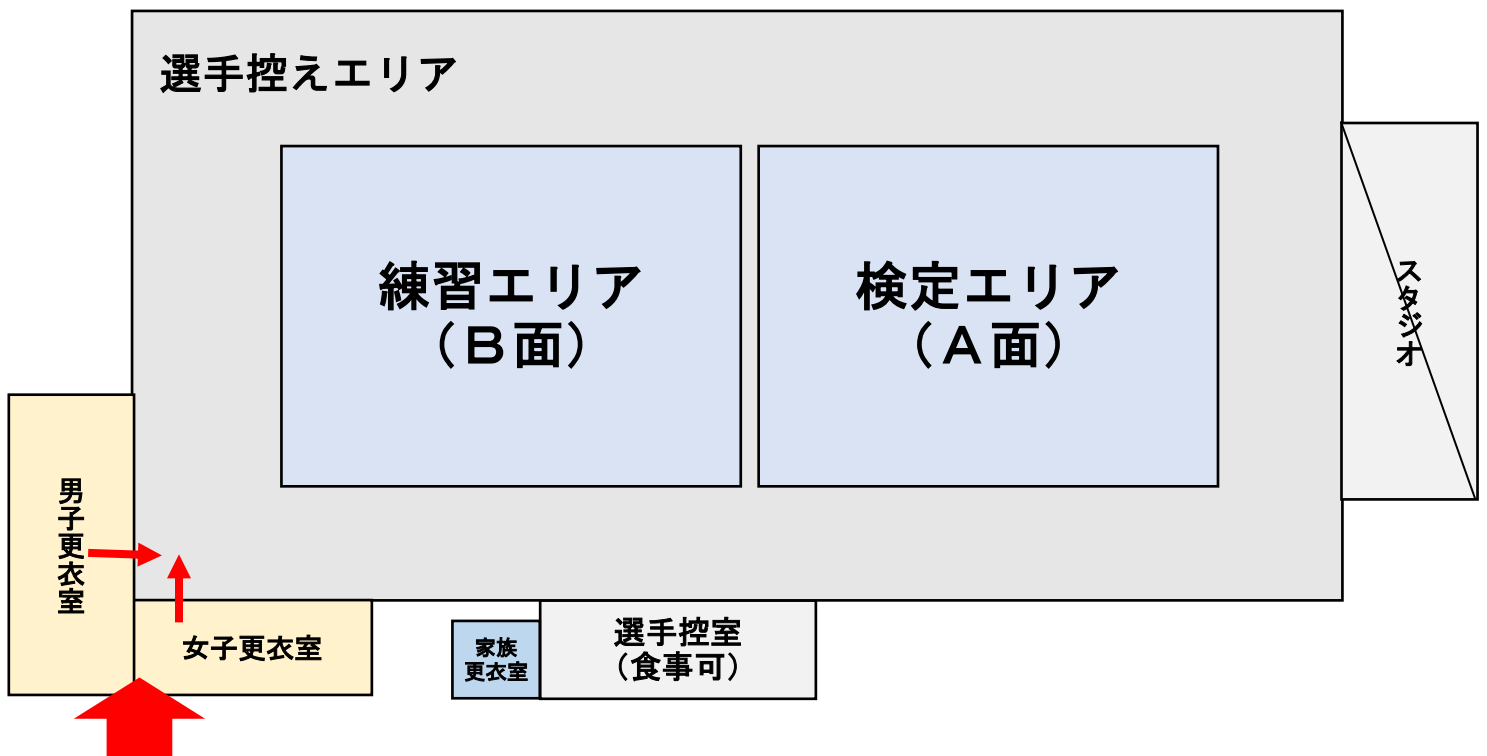 選手控えエリア
練習エリア
（Ｂ面）
検定エリア
（Ａ面）
スタジオ
男子更衣室
女子更衣室
家族
更衣室
選手控室
（食事可）